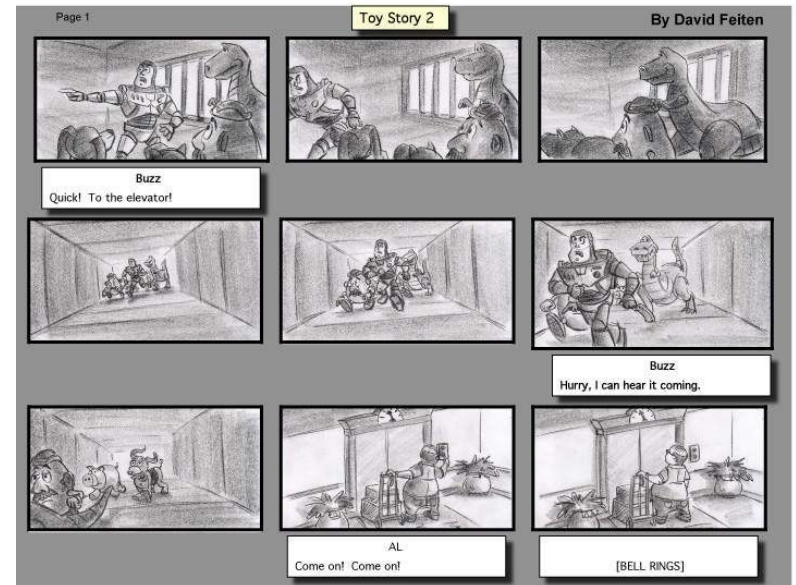 Page 1
Toy Story 2
By David Feiten
Buzz
Quick! To the elevator!
Buzz
Hurry, I can hear it coming.
AL
Come on! Come on!
[BELL RINGS]